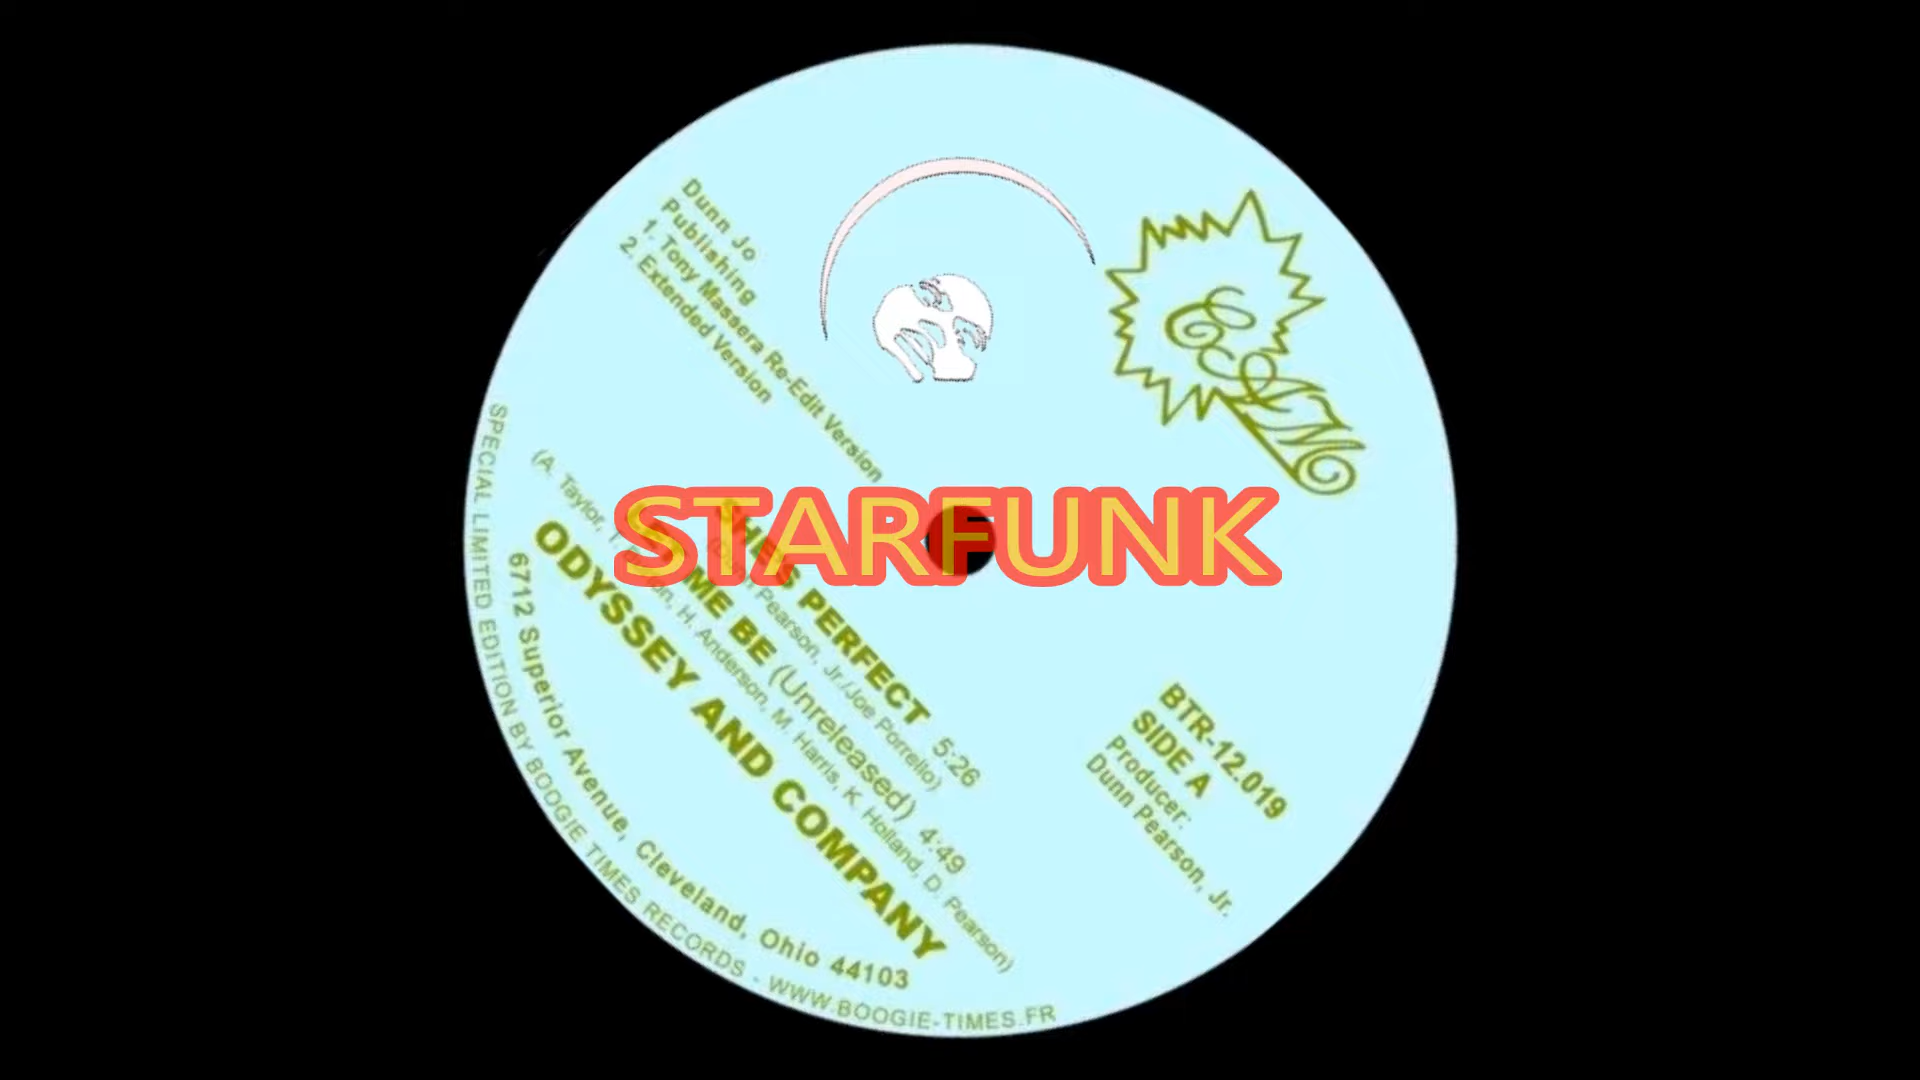 Dunn Jo
Publishing
1. Tony Massera Re-Edit Version
2. Extended Version
ECAM
STARFUNK
SHE'S PERFECT 5:26
Pearson, Jr./Joe Porrello)
ME BE (Unreleased) 4:49
(A. Taylor, H. Anderson, M. Harris, K. Holland, D. Pearson)
ODYSSEY AND COMPANY
BTR-12.019
SIDE A
Producer:
Dunn Pearson, Jr.
6712 Superior Avenue, Cleveland, Ohio 44103
SPECIAL LIMITED EDITION BY BOOGIE TIMES RECORDS - WWW.BOOGIE-TIMES.FR